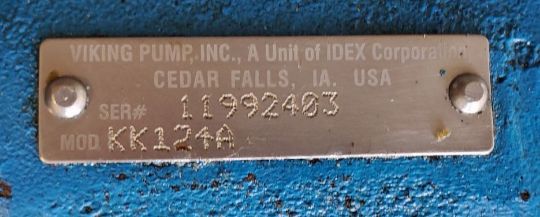 VIKING PUMP, INC., A Unit of IDEX Corporation
CEDAR FALLS, IA. USA
SER# 11992403
MOD. KK124A